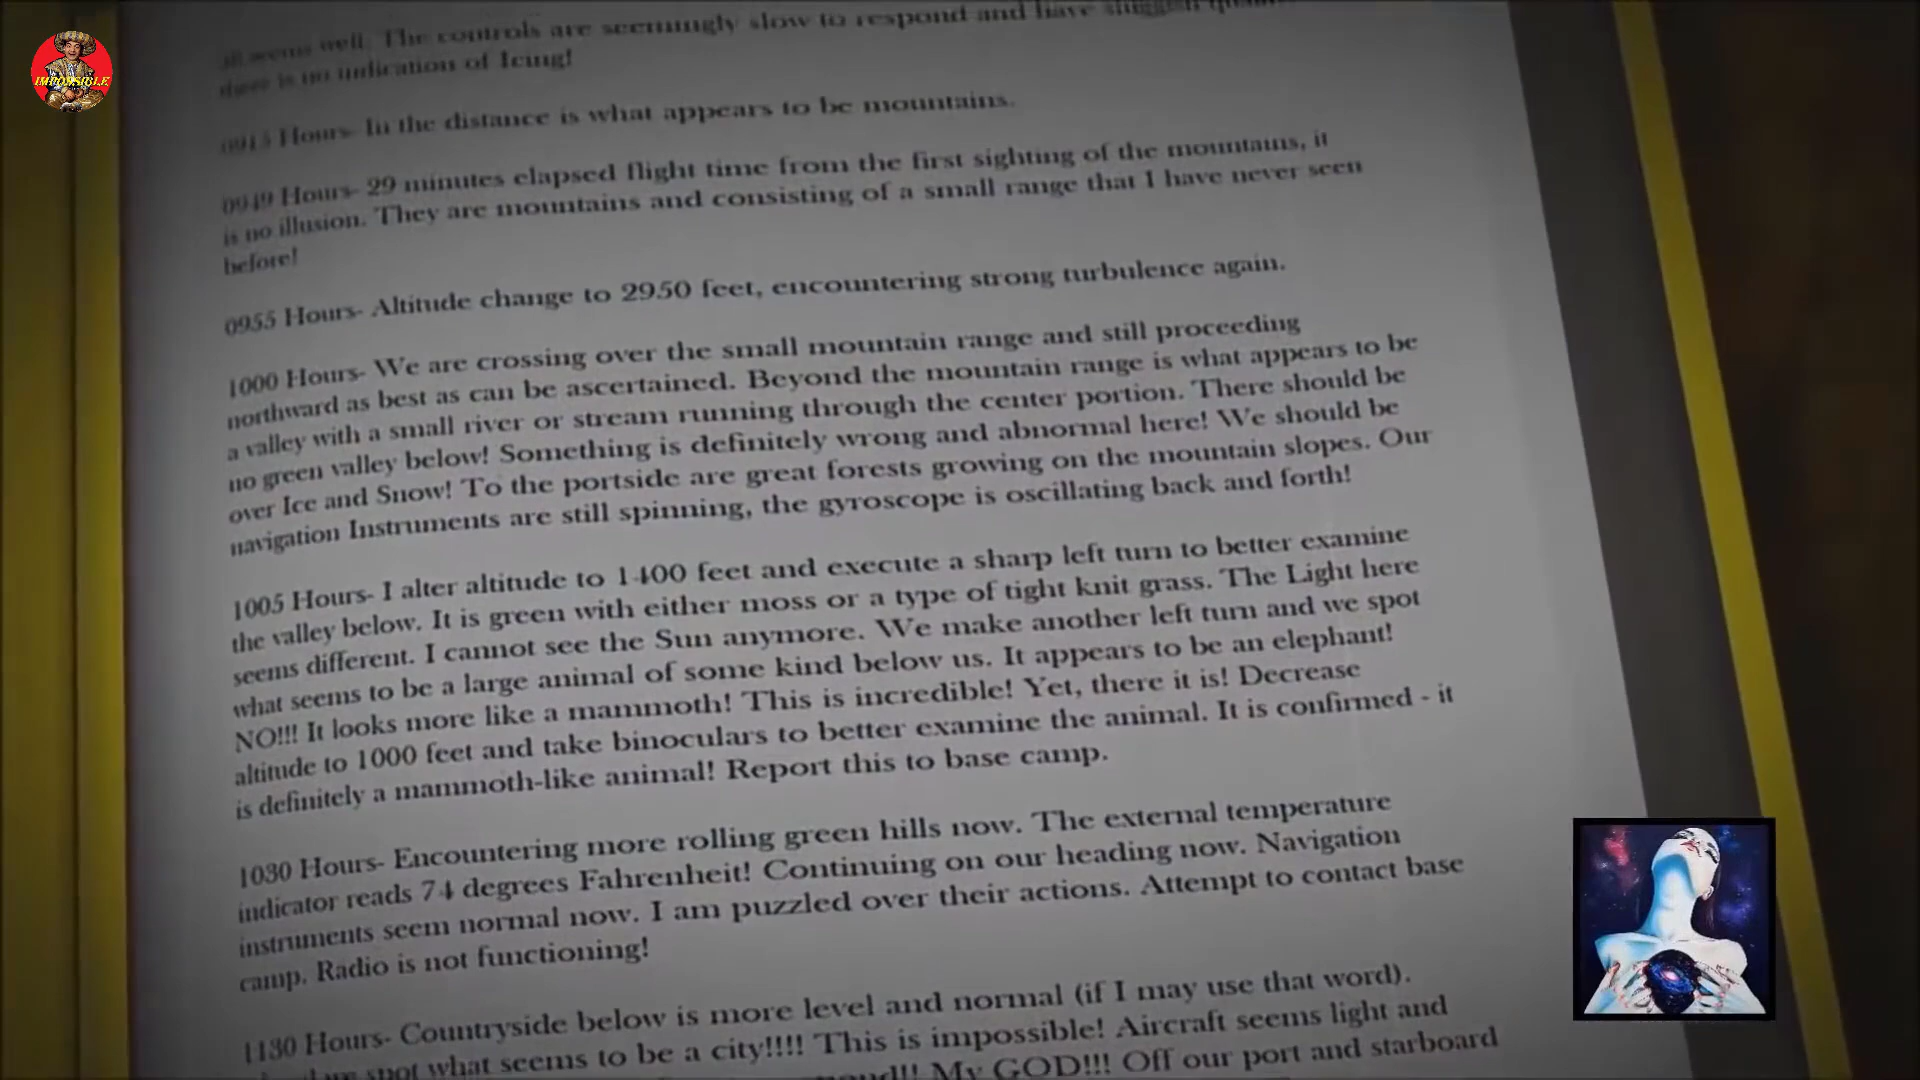 IMPOSSIBLE
all seems well. The controls are seemingly slow to respond and have sluggish
there is no indication of Icing!
0915 Hours- In the distance is what appears to be mountains.
0949 Hours- 29 minutes elapsed flight time from the first sighting of the mountains, it
is no illusion. They are mountains and consisting of a small range that I have never seen
before!
0955 Hours- Altitude change to 2950 feet, encountering strong turbulence again.
1000 Hours- We are crossing over the small mountain range and still proceeding
northward as best as can be ascertained. Beyond the mountain range is what appears to be
a valley with a small river or stream running through the center portion. There should be
no green valley below! Something is definitely wrong and abnormal here! We should be
over Ice and Snow! To the portside are great forests growing on the mountain slopes. Our
navigation Instruments are still spinning, the gyroscope is oscillating back and forth!
1005 Hours- I alter altitude to 1400 feet and execute a sharp left turn to better examine
the valley below. It is green with either moss or a type of tight knit grass. The Light here
seems different. I cannot see the Sun anymore. We make another left turn and we spot
what seems to be a large animal of some kind below us. It appears to be an elephant!
NO!!! It looks more like a mammoth! This is incredible! Yet, there it is! Decrease
altitude to 1000 feet and take binoculars to better examine the animal. It is confirmed - it
is definitely a mammoth-like animal! Report this to base camp.
1030 Hours- Encountering more rolling green hills now. The external temperature
indicator reads 74 degrees Fahrenheit! Continuing on our heading now. Navigation
instruments seem normal now. I am puzzled over their actions. Attempt to contact base
camp. Radio is not functioning!
1130 Hours- Countryside below is more level and normal (if I may use that word).
spot what seems to be a city!!!! This is impossible! Aircraft seems light and
My GOD!!! Off our port and starboard